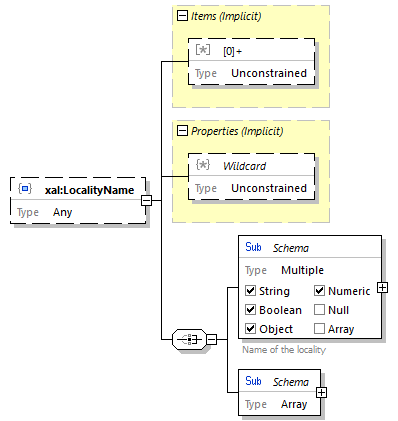 Items (Implicit)
[0]+
Type Unconstrained
Properties (Implicit)
Wildcard
Type Unconstrained
xal:LocalityName
Type Any
Sub Schema
Type Multiple
String Numeric
Boolean Null
Object Array
Name of the locality
Sub Schema
Type Array